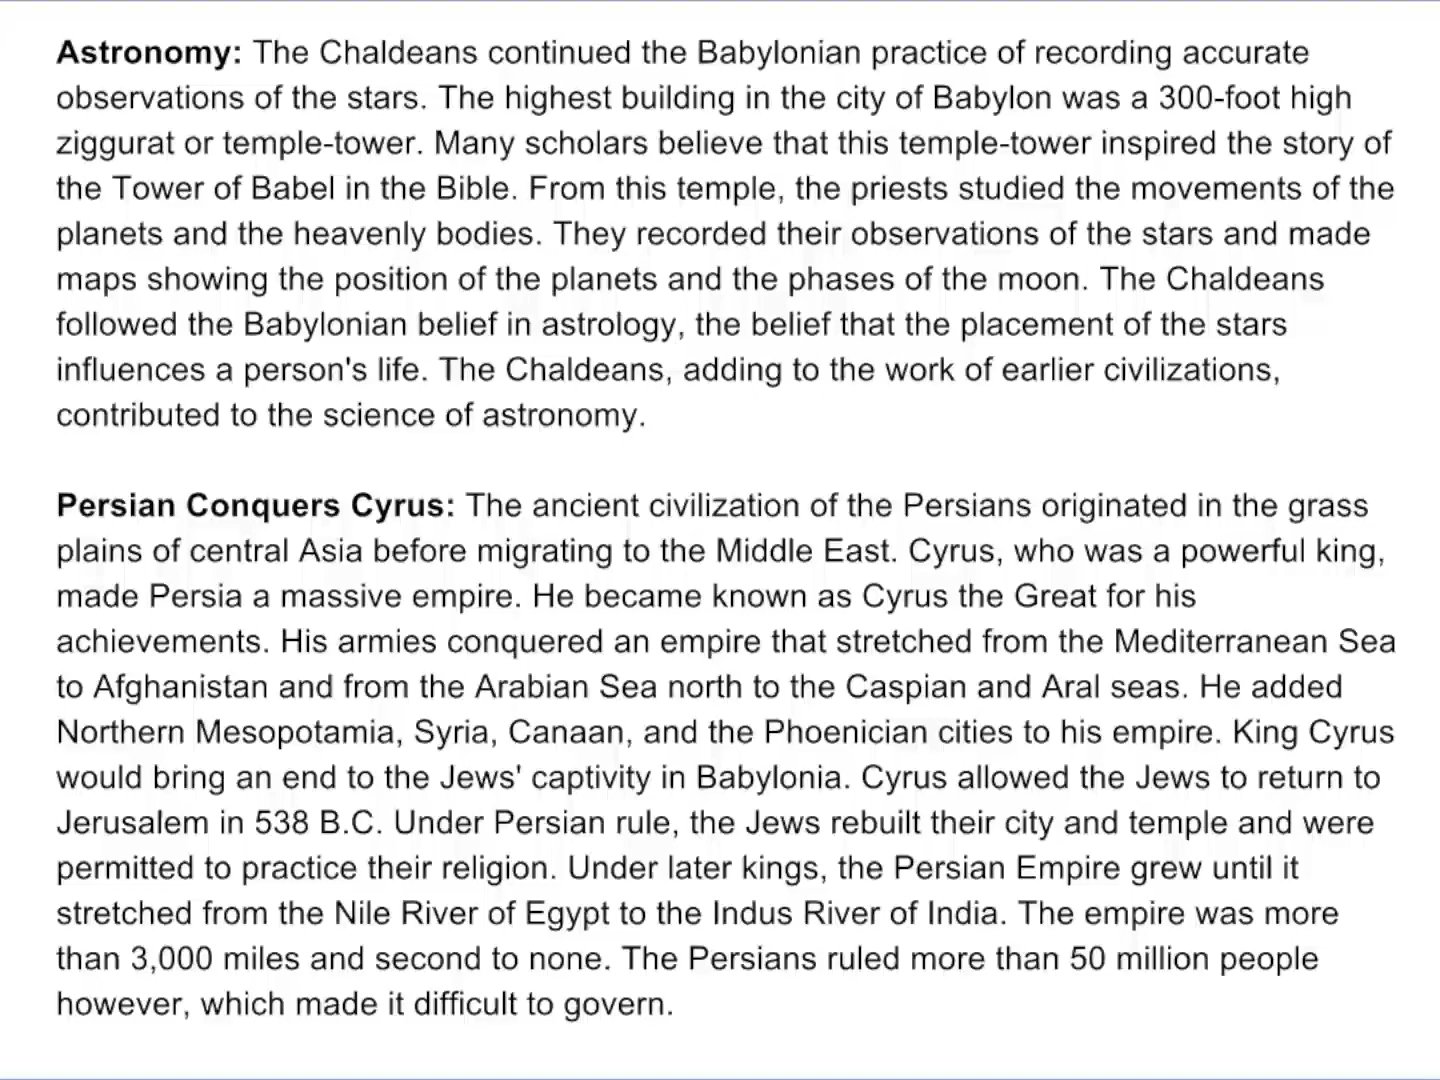 Astronomy: The Chaldeans continued the Babylonian practice of recording accurate
observations of the stars. The highest building in the city of Babylon was a 300-foot high
ziggurat or temple-tower. Many scholars believe that this temple-tower inspired the story of
the Tower of Babel in the Bible. From this temple, the priests studied the movements of the
planets and the heavenly bodies. They recorded their observations of the stars and made
maps showing the position of the planets and the phases of the moon. The Chaldeans
followed the Babylonian belief in astrology, the belief that the placement of the stars
influences a person's life. The Chaldeans, adding to the work of earlier civilizations,
contributed to the science of astronomy.
Persian Conquers Cyrus: The ancient civilization of the Persians originated in the grass
plains of central Asia before migrating to the Middle East. Cyrus, who was a powerful king,
made Persia a massive empire. He became known as Cyrus the Great for his
achievements. His armies conquered an empire that stretched from the Mediterranean Sea
to Afghanistan and from the Arabian Sea north to the Caspian and Aral seas. He added
Northern Mesopotamia, Syria, Canaan, and the Phoenician cities to his empire. King Cyrus
would bring an end to the Jews' captivity in Babylonia. Cyrus allowed the Jews to return to
Jerusalem in 538 B.C. Under Persian rule, the Jews rebuilt their city and temple and were
permitted to practice their religion. Under later kings, the Persian Empire grew until it
stretched from the Nile River of Egypt to the Indus River of India. The empire was more
than 3,000 miles and second to none. The Persians ruled more than 50 million people
however, which made it difficult to govern.